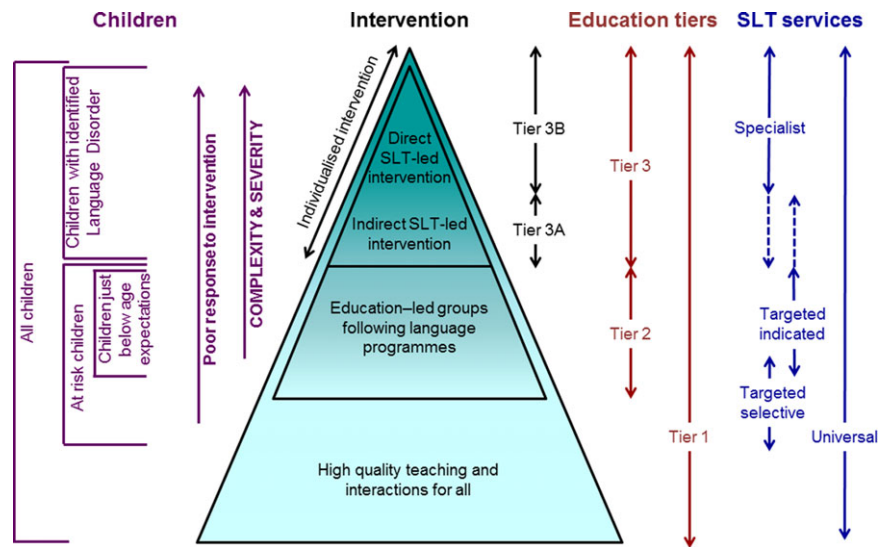 Children
Intervention
Education tiers
SLT services
All children
Children with identified
Language Disorder
At risk children
Children just
below age
expectations
Poor response to intervention
COMPLEXITY & SEVERITY
Individualised intervention
Direct
SLT-led
intervention
Indirect SLT-led
intervention
Education–led groups
following language
programmes
High quality teaching and
interactions for all
Tier 3B
Tier 3A
Tier 3
Tier 2
Tier 1
Specialist
Targeted
indicated
Targeted
selective
Universal